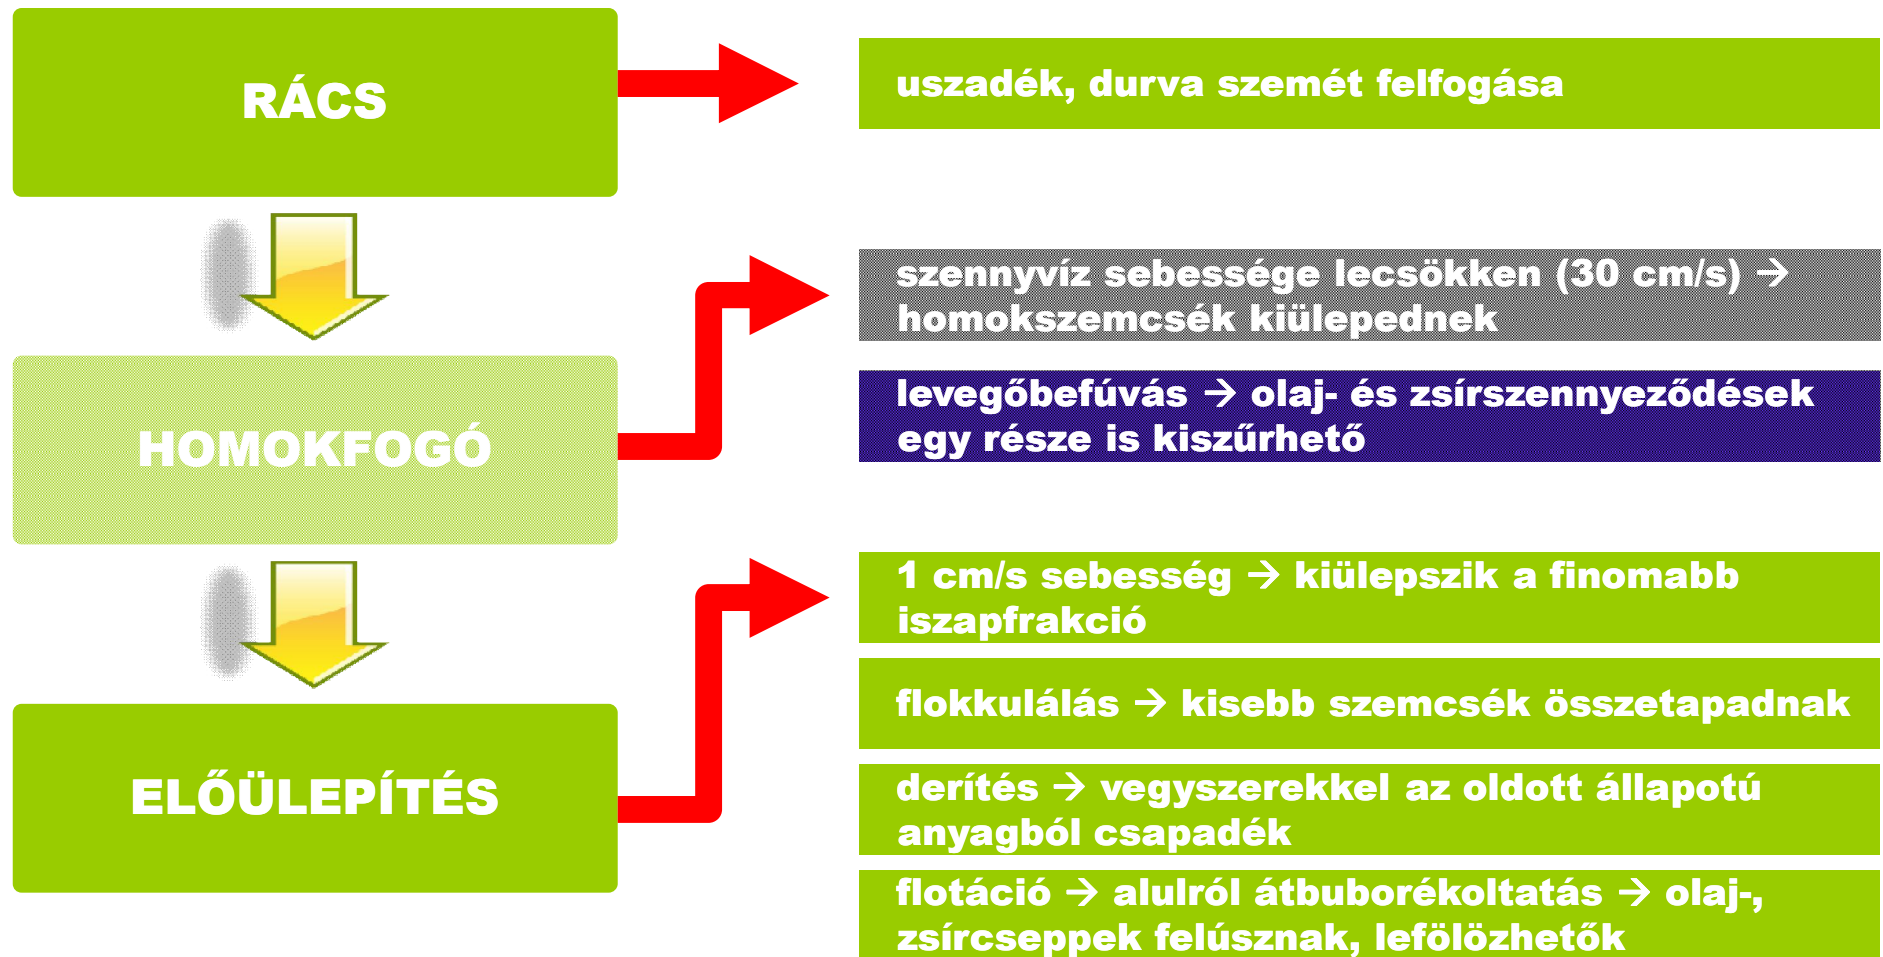 RÁCS
uszadék, durva szemét felfogása
HOMOKFOGÓ
szennyvíz sebessége lecsökken (30 cm/s) →
homokszemcsék kiülepednek
levegőbefúvás → olaj- és zsírszennyeződések
egy része is kiszűrhető
ELŐÜLEPÍTÉS
1 cm/s sebesség → kiülepszik a finomabb
iszapfrakció
flokkulálás → kisebb szemcsék összetapadnak
derítés → vegyszerekkel az oldott állapotú
anyagból csapadék
flotáció → alulról átbuborékoltatás → olaj-,
zsírcseppek felúsznak, lefölözhetők